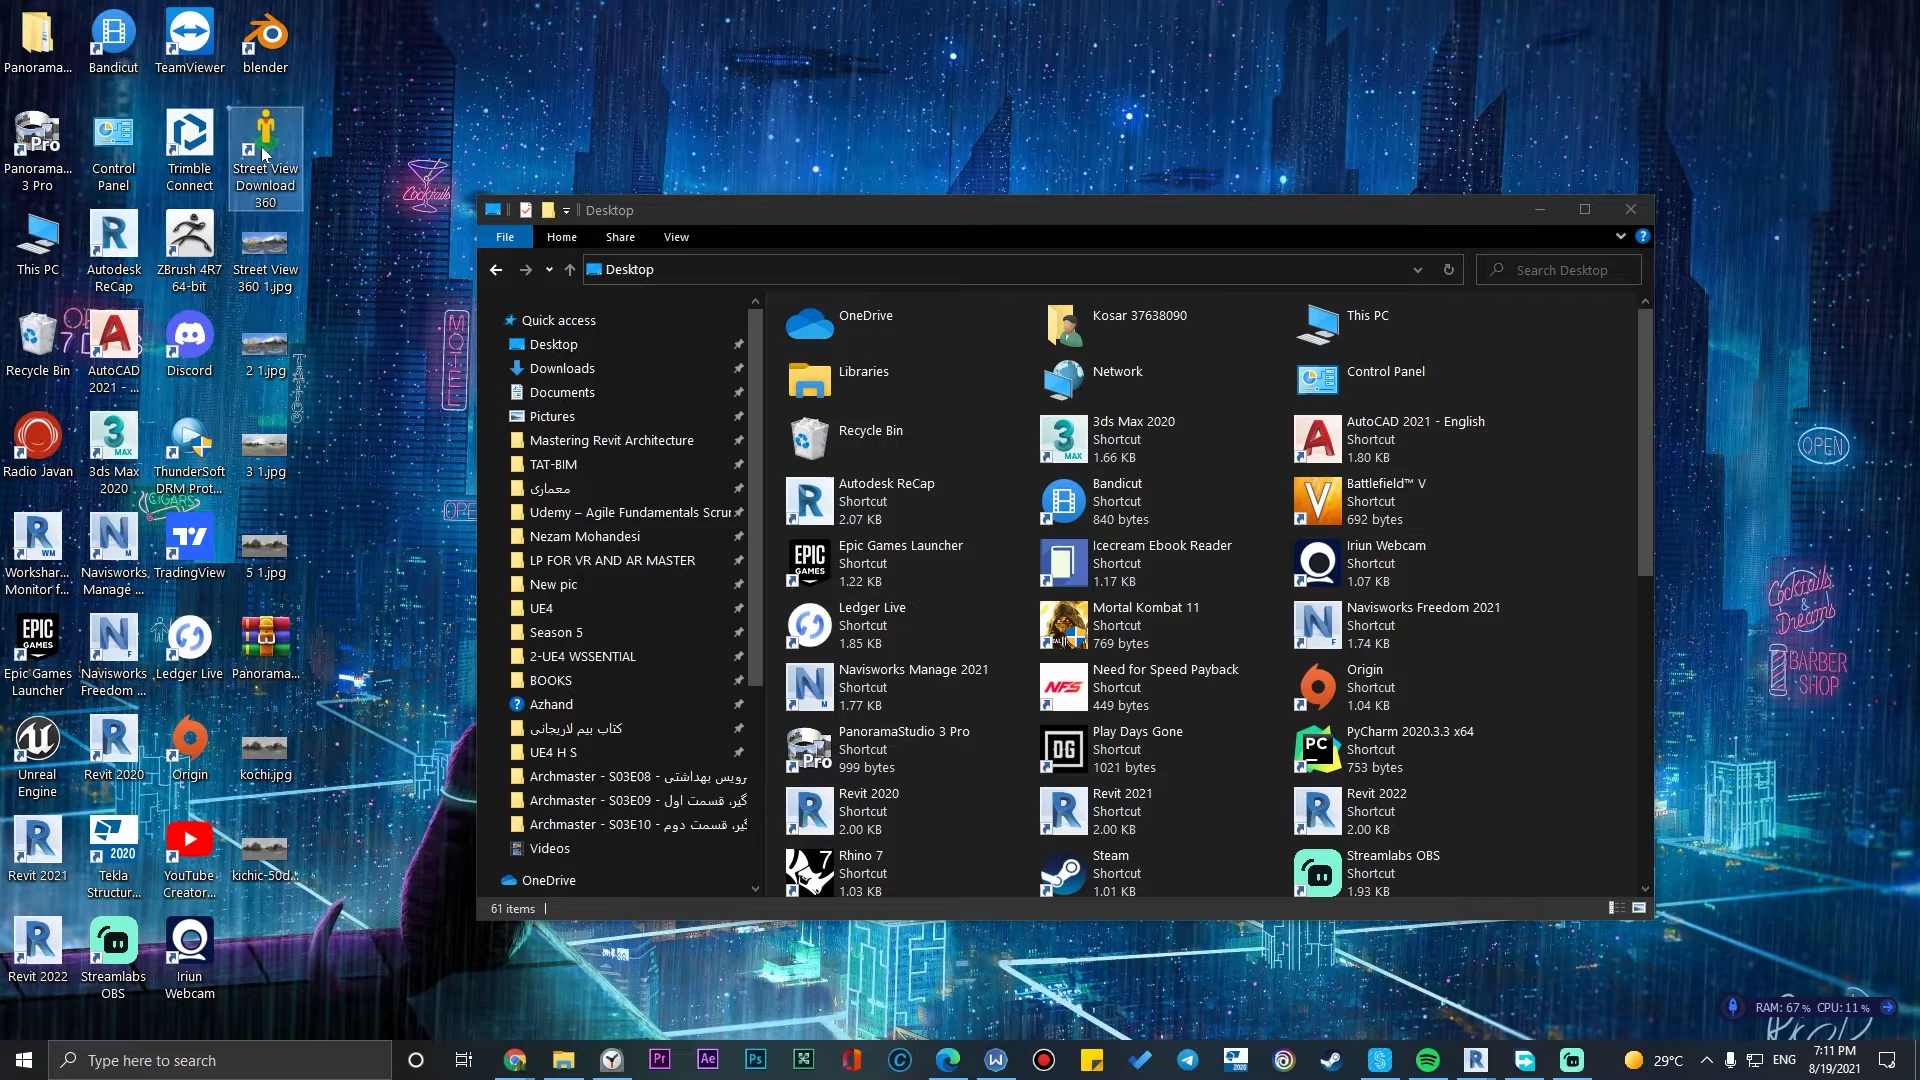 Panorama...
Bandicut
TeamViewer
blender
Panorama...
3 Pro
Control
Panel
Trimble
Connect
Street View
Download
360
This PC
Autodesk
ReCap
ZBrush 4R7
64-bit
Street View
360 1.jpg
Recycle Bin
AutoCAD
2021 - ...
Discord
2 1.jpg
Radio Javan
3ds Max
2020
ThunderSoft
DRM Prot...
3 1.jpg
Workshar...
Monitor f...
Navisworks
Manage ...
TradingView
5 1.jpg
Epic Games
Launcher
Navisworks
Freedom ...
Ledger Live
Panorama...
Unreal
Engine
Revit 2020
Origin
kochi.jpg
Revit 2021
Tekla
Structur...
YouTube
Creator...
kichic-50d...
Revit 2022
Streamlabs
OBS
Iriun
Webcam
Cocktails
MOTEL
TATTOO
CIGARS
OPEN
Desktop
File
Home
Share
View
Desktop
Search Desktop
Quick access
Desktop
Downloads
Documents
Pictures
Mastering Revit Architecture
TAT-BIM
معماری
Udemy – Agile Fundamentals Scrur
Nezam Mohandesi
LP FOR VR AND AR MASTER
New pic
UE4
Season 5
2-UE4 WSSENTIAL
BOOKS
Azhand
کتاب بیم لاریجانی
UE4 H S
Archmaster - S03E08 - رویس بهداشتی
Archmaster - S03E09 - گیر، قسمت اول
Archmaster - S03E10 - گیر، قسمت دوم
Videos
OneDrive
OneDrive
Kosar 37638090
This PC
Libraries
Network
Control Panel
Recycle Bin
3ds Max 2020
Shortcut
1.66 KB
AutoCAD 2021 - English
Shortcut
1.80 KB
Autodesk ReCap
Shortcut
2.07 KB
Bandicut
Shortcut
840 bytes
Battlefield™ V
Shortcut
692 bytes
Epic Games Launcher
Shortcut
1.22 KB
Icecream Ebook Reader
Shortcut
1.17 KB
Iriun Webcam
Shortcut
1.07 KB
Ledger Live
Shortcut
1.85 KB
Mortal Kombat 11
Shortcut
769 bytes
Navisworks Freedom 2021
Shortcut
1.74 KB
Navisworks Manage 2021
Shortcut
1.77 KB
Need for Speed Payback
Shortcut
449 bytes
Origin
Shortcut
1.04 KB
PanoramaStudio 3 Pro
Shortcut
999 bytes
Play Days Gone
Shortcut
1021 bytes
PyCharm 2020.3.3 x64
Shortcut
753 bytes
Revit 2020
Shortcut
2.00 KB
Revit 2021
Shortcut
2.00 KB
Revit 2022
Shortcut
2.00 KB
Rhino 7
Shortcut
1.03 KB
Steam
Shortcut
1.01 KB
Streamlabs OBS
Shortcut
1.93 KB
61 items
OPEN
Cocktails
&
Dreams
BARBER
SHOP
RAM: 67 % CPU: 11 %
Type here to search
29°C
ENG
7:11 PM
8/19/2021